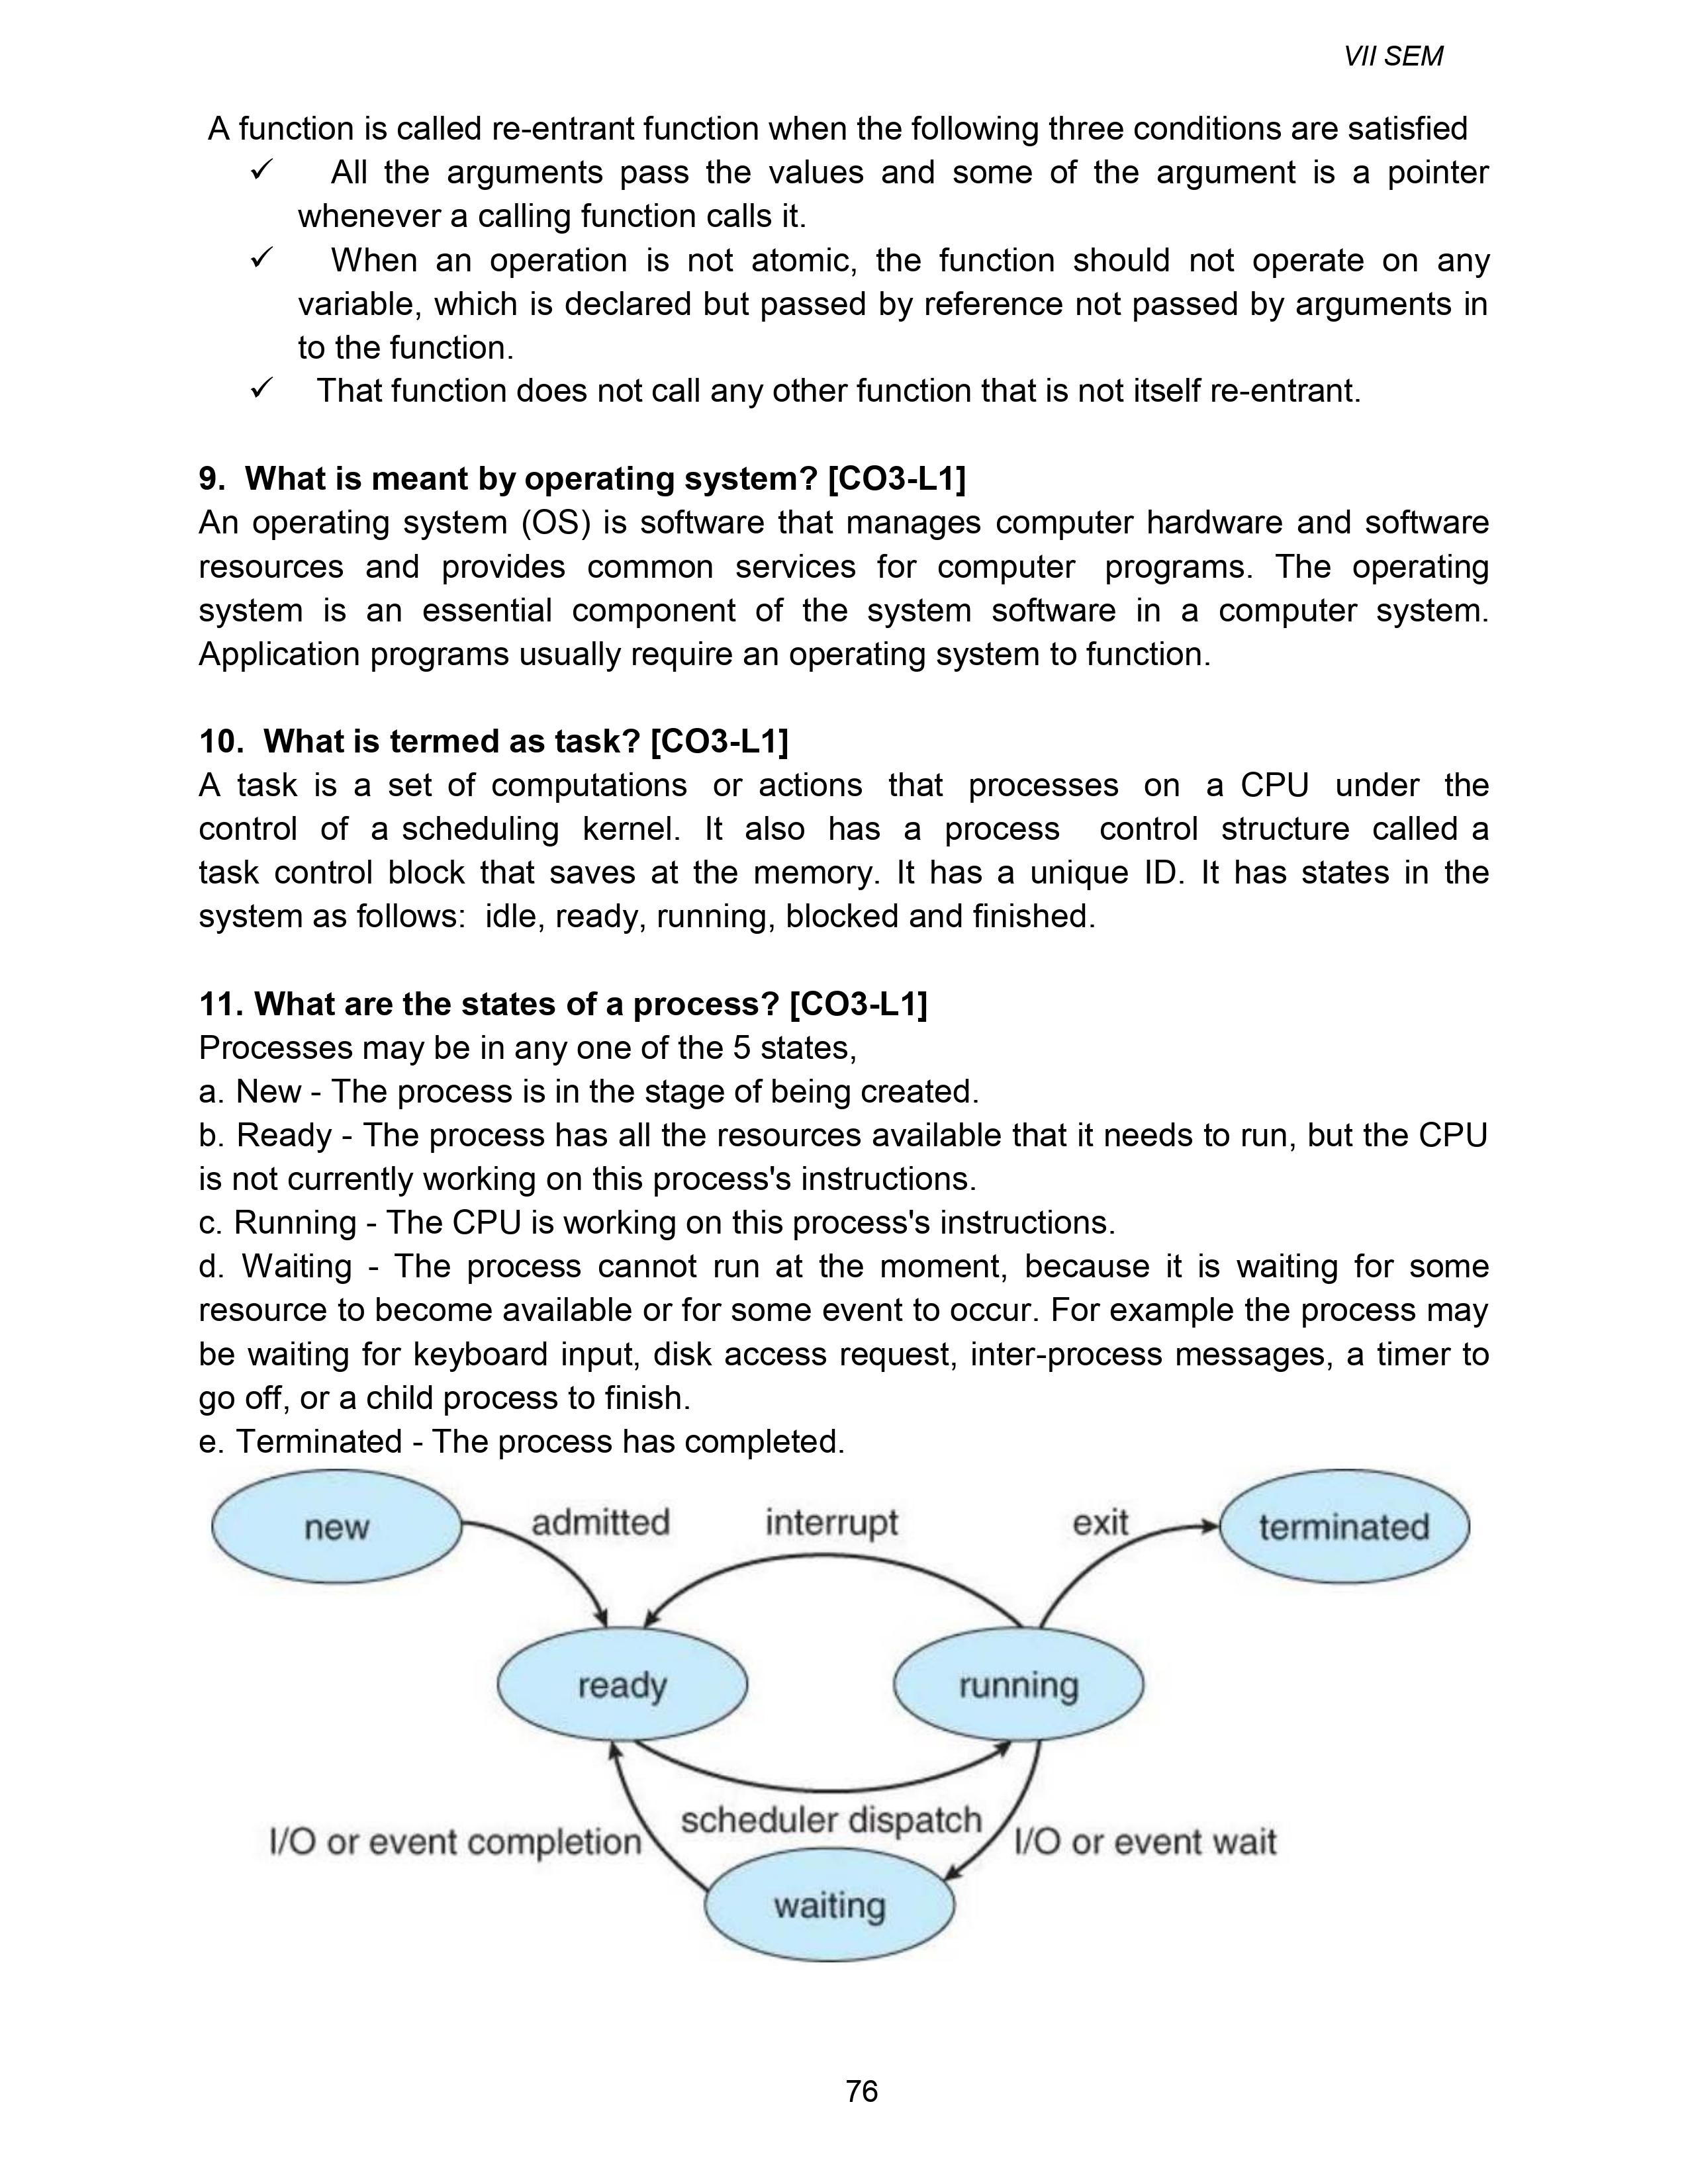 VII SEM
A function is called re-entrant function when the following three conditions are satisfied
✓ All the arguments pass the values and some of the argument is a pointer
whenever a calling function calls it.
✓ When an operation is not atomic, the function should not operate on any
variable, which is declared but passed by reference not passed by arguments in
to the function.
✓ That function does not call any other function that is not itself re-entrant.
9. What is meant by operating system? [CO3-L1]
An operating system (OS) is software that manages computer hardware and software
resources and provides common services for computer programs. The operating
system is an essential component of the system software in a computer system.
Application programs usually require an operating system to function.
10. What is termed as task? [CO3-L1]
A task is a set of computations or actions that processes on a CPU under the
control of a scheduling kernel. It also has a process control structure called a
task control block that saves at the memory. It has a unique ID. It has states in the
system as follows: idle, ready, running, blocked and finished.
11. What are the states of a process? [CO3-L1]
Processes may be in any one of the 5 states,
a. New - The process is in the stage of being created.
b. Ready - The process has all the resources available that it needs to run, but the CPU
is not currently working on this process's instructions.
c. Running - The CPU is working on this process's instructions.
d. Waiting - The process cannot run at the moment, because it is waiting for some
resource to become available or for some event to occur. For example the process may
be waiting for keyboard input, disk access request, inter-process messages, a timer to
go off, or a child process to finish.
e. Terminated - The process has completed.
new admitted interrupt exit terminated
ready running
scheduler dispatch
I/O or event completion I/O or event wait
waiting
76